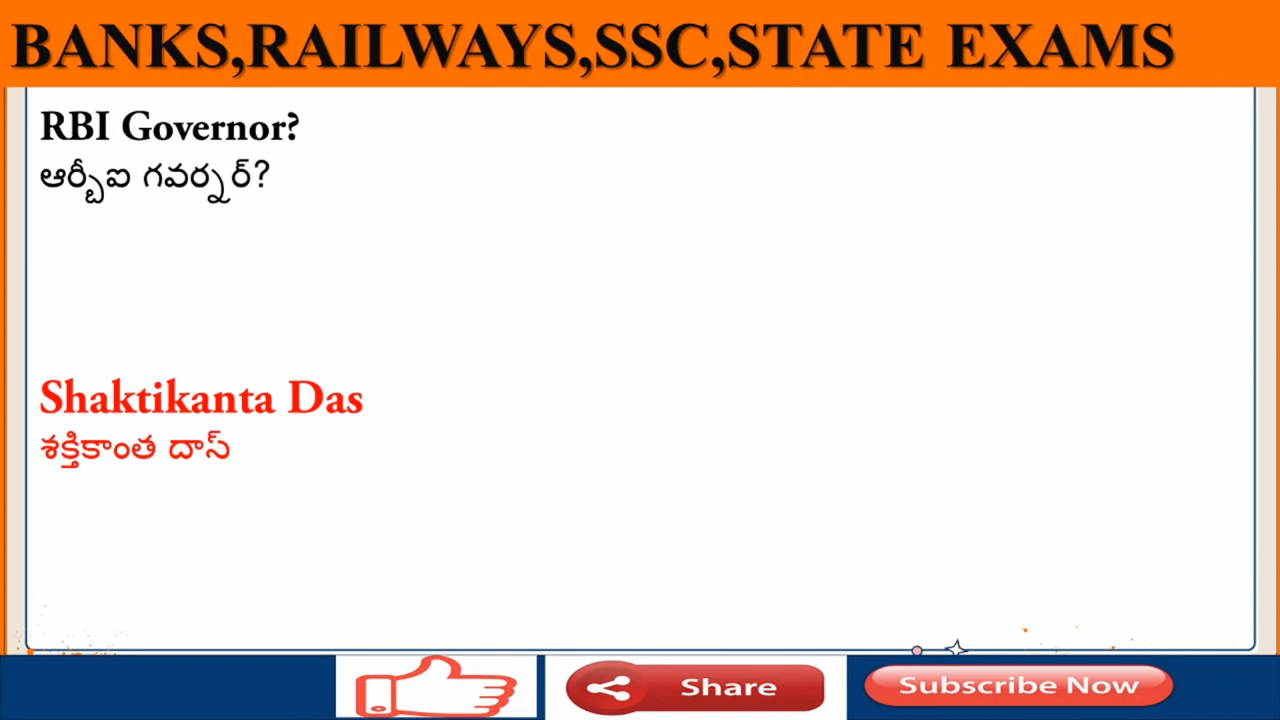 BANKS,RAILWAYS,SSC,STATE EXAMS
RBI Governor?
ఆర్బీఐ గవర్నర్?
Shaktikanta Das
శక్తికాంత దాస్
Share
Subscribe Now